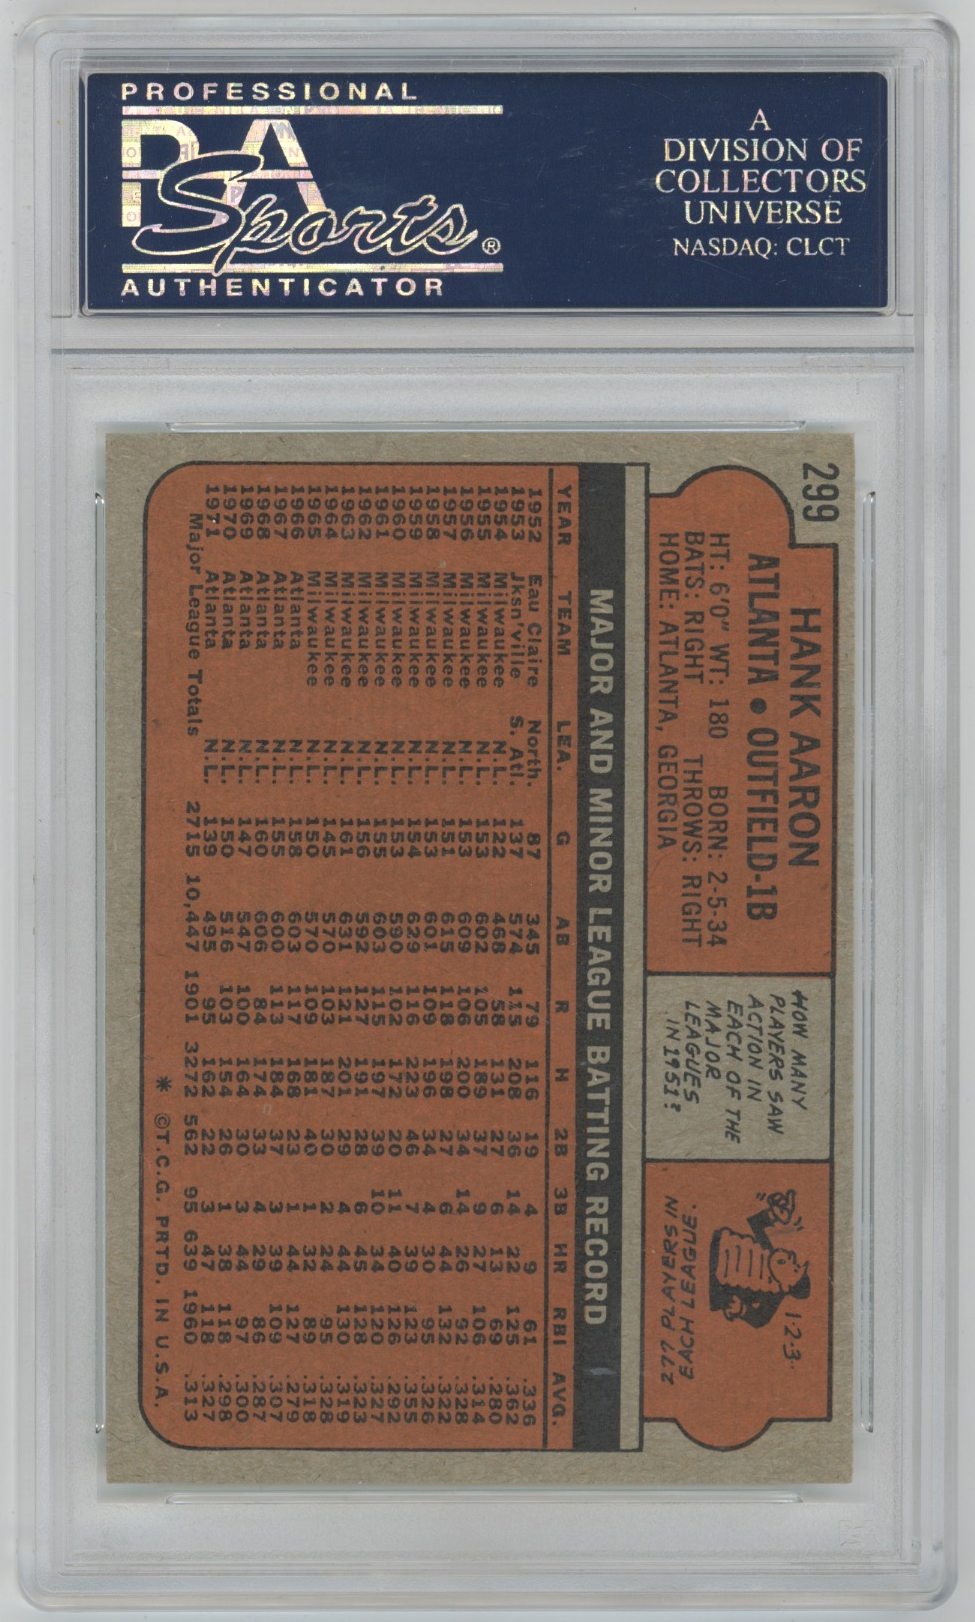 PROFESSIONAL
PSA
Sports®
AUTHENTICATOR
A
DIVISION OF
COLLECTORS
UNIVERSE
NASDAQ: CLCT
299
HANK AARON
ATLANTA • OUTFIELD-1B
HT: 6'0" WT: 180 BORN: 2-5-34
BATS: RIGHT THROWS: RIGHT
HOME: ATLANTA, GEORGIA
HOW MANY
PLAYERS SAW
ACTION IN
EACH OF THE
MAJOR
LEAGUES
IN 1951?
1-2-3-
277 PLAYERS IN
EACH LEAGUE.
MAJOR AND MINOR LEAGUE BATTING RECORD
YEAR TEAM LEA. G AB R H 2B 3B HR RBI AVG.
1952 Eau Claire North. 87 345 79 116 19 4 9 61 .336
1953 Jksn'ville S. Atl. 137 574 115 208 36 14 22 125 .362
1954 Milwaukee N.L. 122 468 58 131 27 6 13 69 .280
1955 Milwaukee N.L. 153 602 105 189 37 9 27 106 .314
1956 Milwaukee N.L. 153 609 106 200 34 14 26 92 .328
1957 Milwaukee N.L. 151 615 118 198 27 6 44 132 .322
1958 Milwaukee N.L. 153 601 109 196 34 4 30 95 .326
1959 Milwaukee N.L. 154 629 116 223 46 7 39 123 .355
1960 Milwaukee N.L. 153 590 102 172 20 11 40 126 .292
1961 Milwaukee N.L. 155 603 115 197 39 10 34 120 .327
1962 Milwaukee N.L. 156 592 127 191 28 6 45 128 .323
1963 Milwaukee N.L. 161 631 121 201 29 4 44 130 .319
1964 Milwaukee N.L. 145 570 103 187 30 2 24 95 .328
1965 Milwaukee N.L. 150 570 109 181 40 1 32 89 .318
1966 Atlanta N.L. 158 603 117 168 23 1 44 127 .279
1967 Atlanta N.L. 155 600 113 184 37 3 39 109 .307
1968 Atlanta N.L. 160 606 84 174 33 4 29 86 .287
1969 Atlanta N.L. 147 547 100 164 30 3 44 97 .300
1970 Atlanta N.L. 150 516 103 154 26 1 38 118 .298
1971 Atlanta N.L. 139 495 95 162 22 3 47 118 .327
Major League Totals 2715 10,447 1901 3272 562 95 639 1960 .313
* ©T.C.G. PRTD. IN U.S.A.